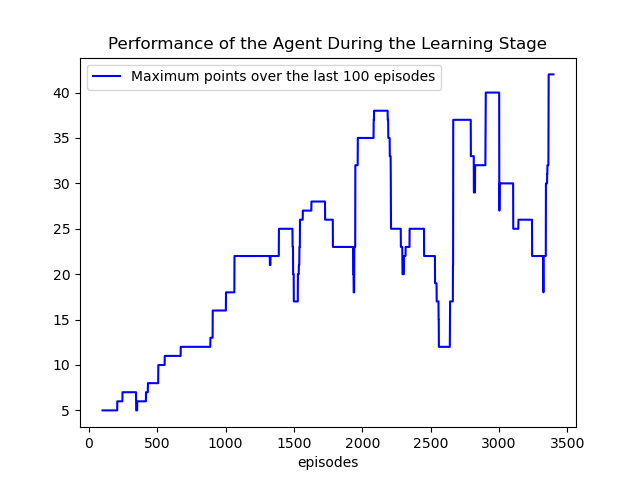 Performance of the Agent During the Learning Stage
Maximum points over the last 100 episodes
40
35
30
25
20
15
10
5
0 500 1000 1500 2000 2500 3000 3500
episodes